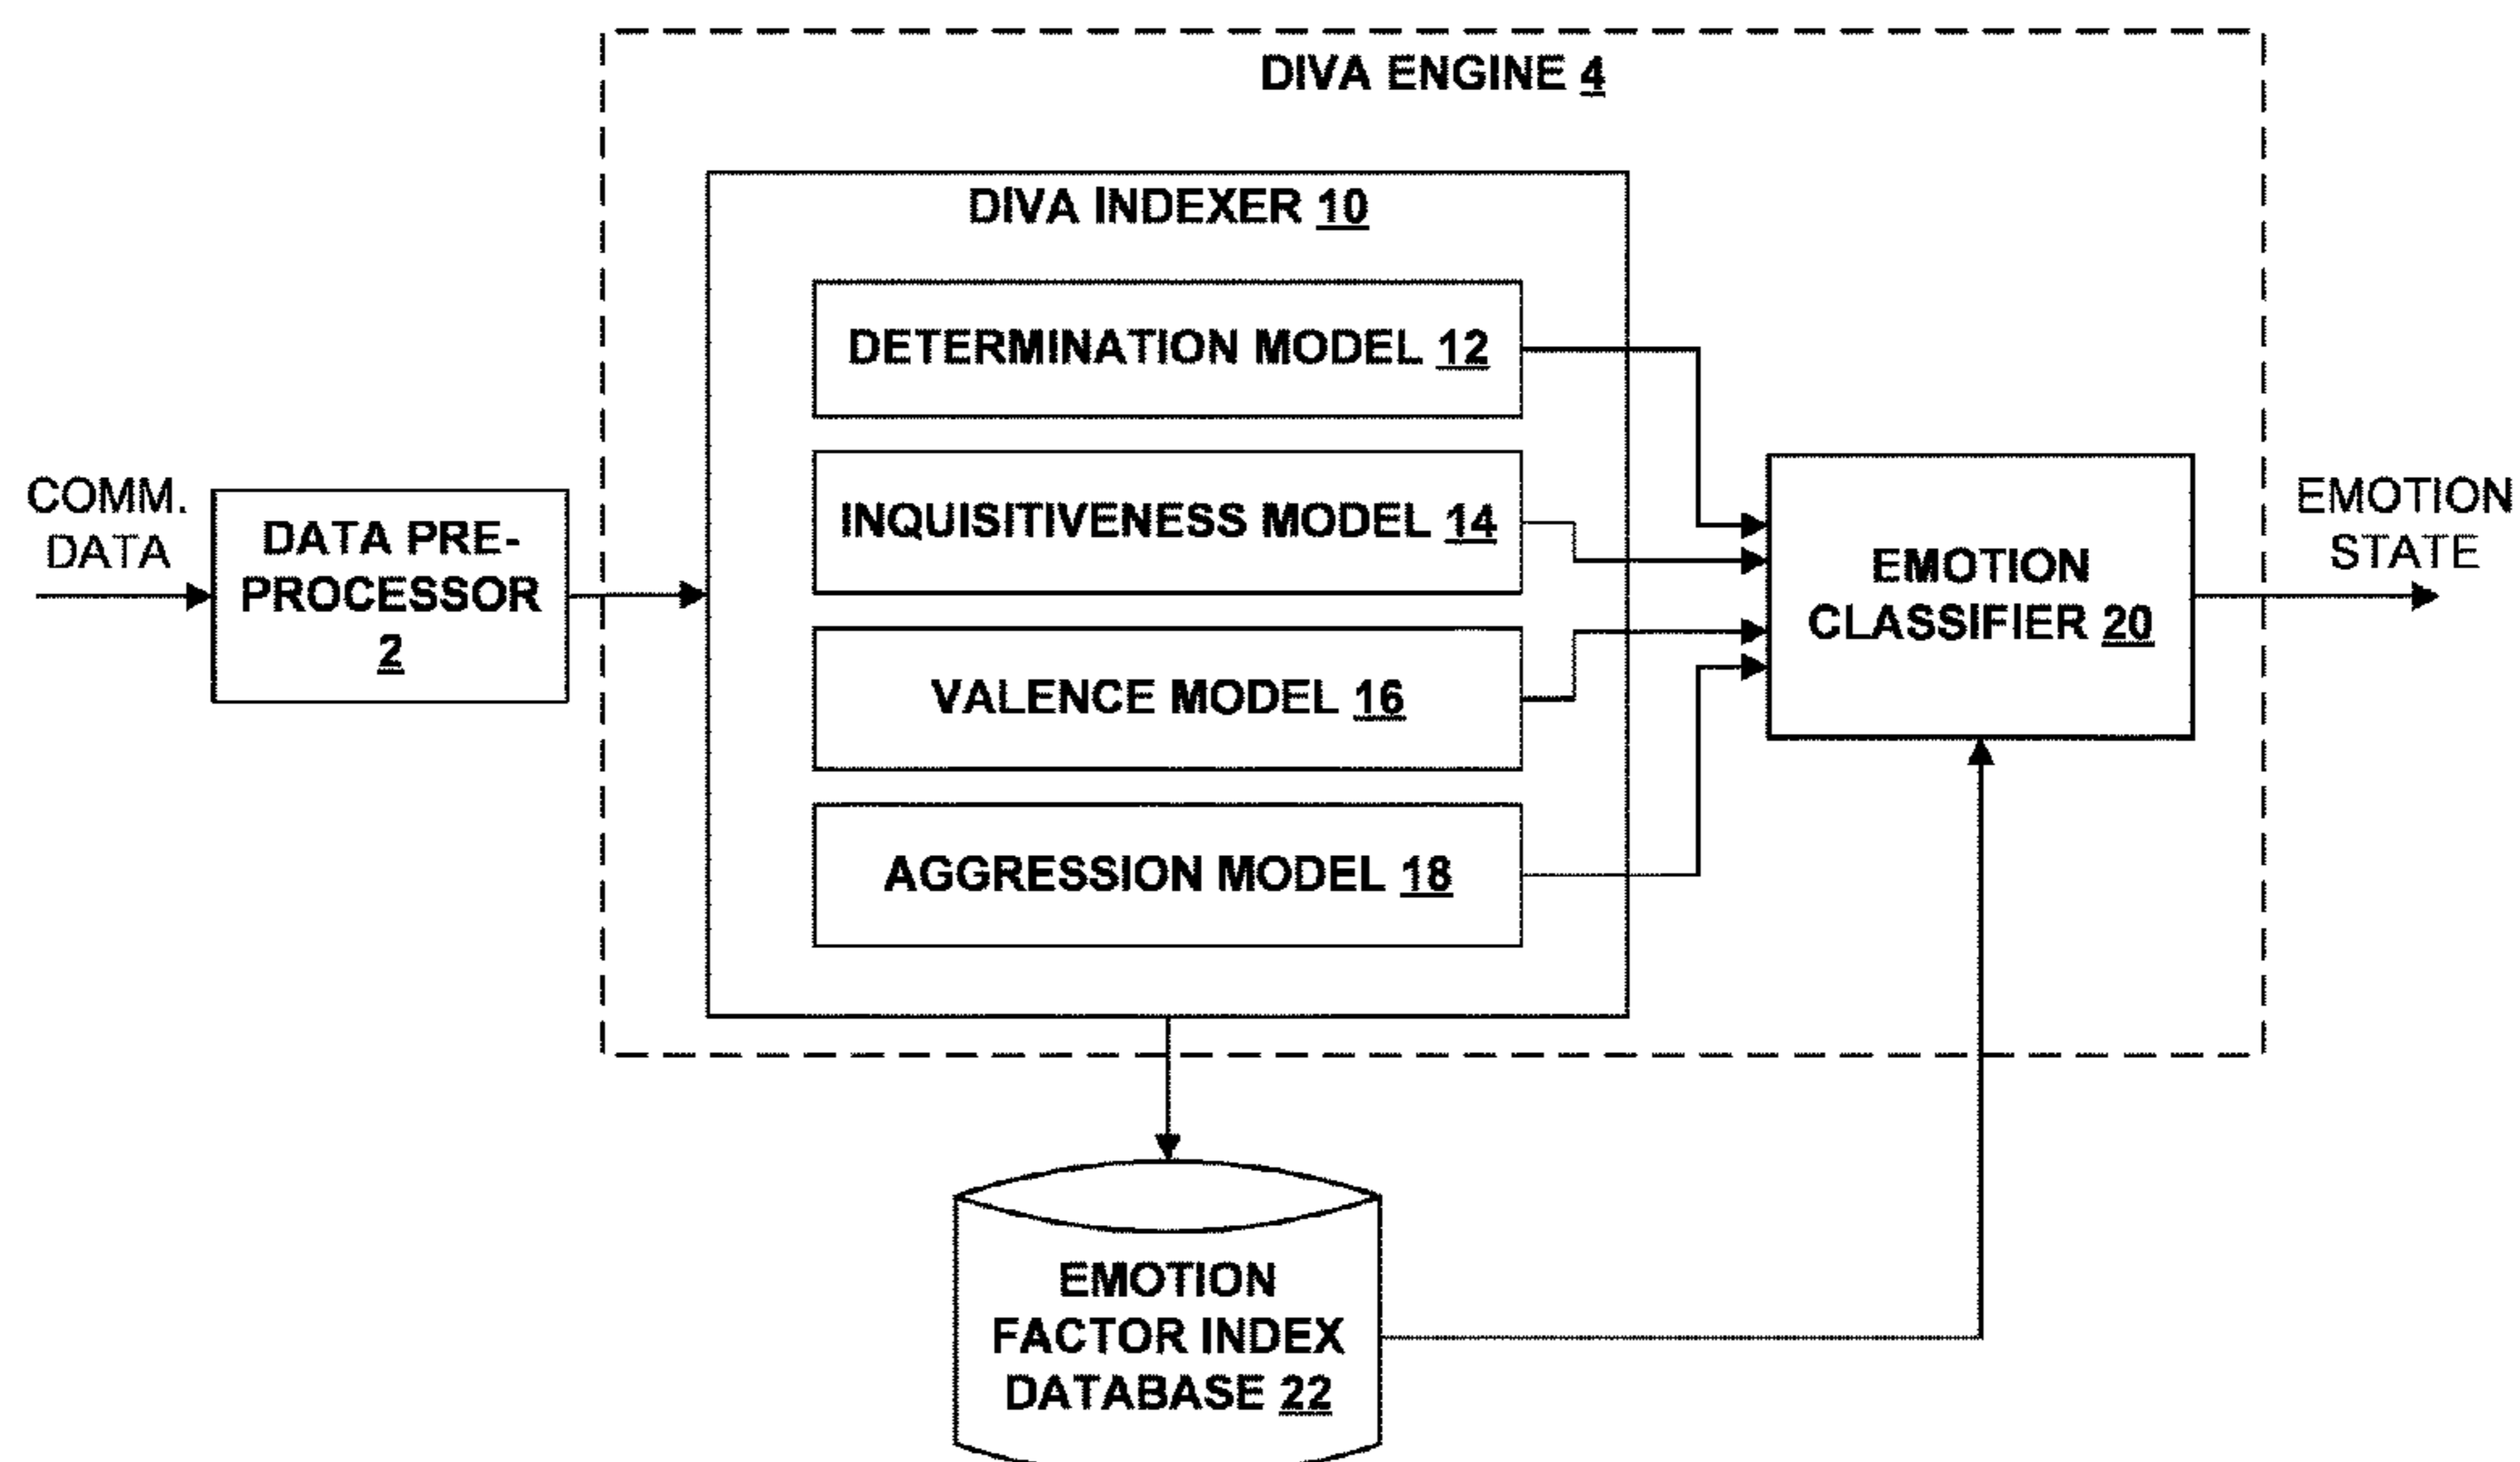 DIVA ENGINE 4
DIVA INDEXER 10
DETERMINATION MODEL 12
INQUISITIVENESS MODEL 14
VALENCE MODEL 16
AGGRESSION MODEL 18
COMM.
DATA
DATA PRE-
PROCESSOR
2
EMOTION
CLASSIFIER 20
EMOTION
STATE
EMOTION
FACTOR INDEX
DATABASE 22